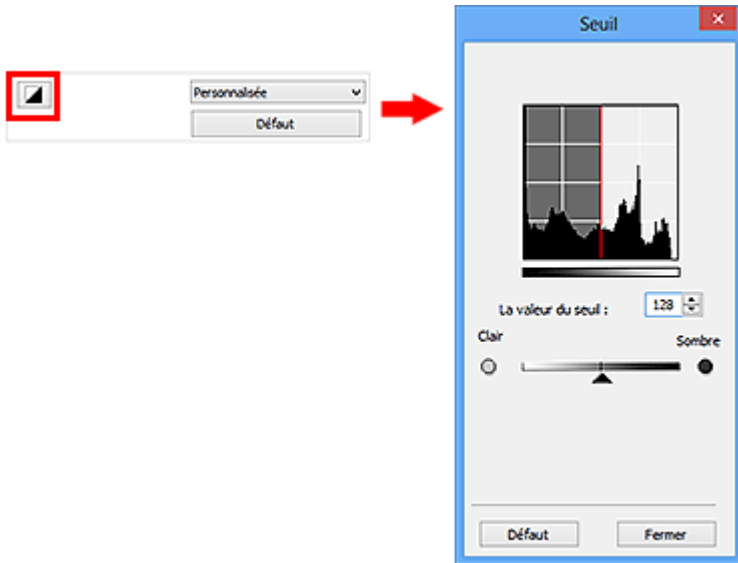 Personnalisée
Défaut
Seuil
La valeur du seuil :
128
Clair
Sombre
Défaut
Fermer